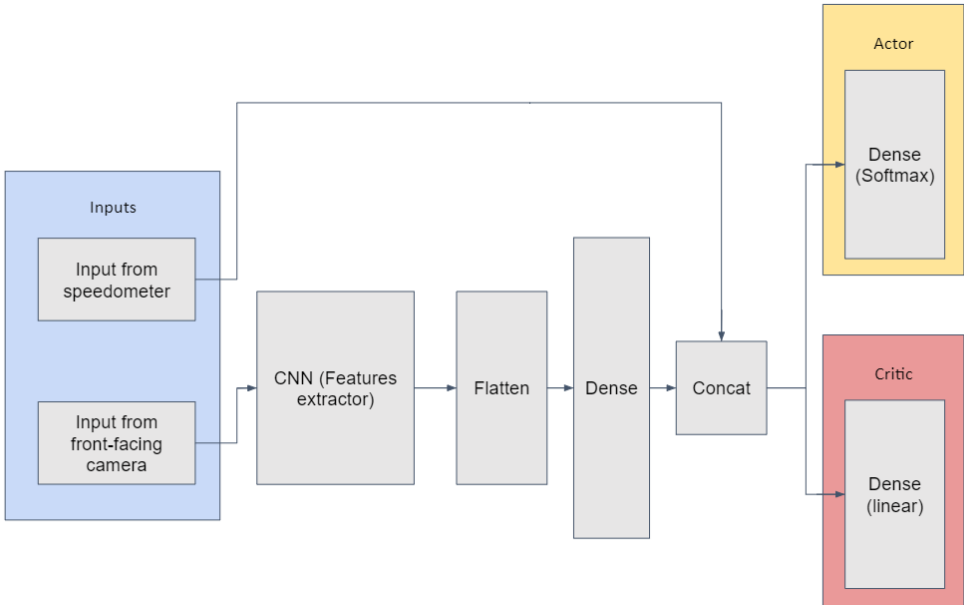 Inputs
Input from
speedometer
Input from
front-facing
camera
CNN (Features
extractor)
Flatten
Dense
Concat
Actor
Dense
(Softmax)
Critic
Dense
(linear)